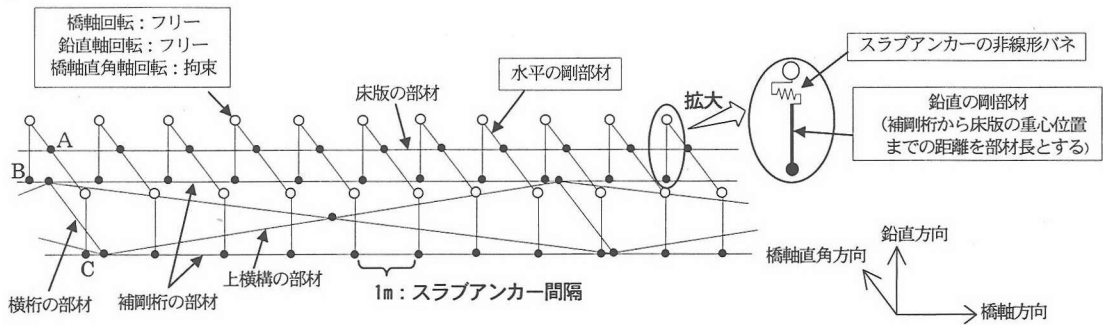 橋軸回転：フリー
鉛直軸回転：フリー
橋軸直角軸回転：拘束
水平の剛部材
床版の部材
拡大
スラブアンカーの非線形バネ
鉛直の剛部材
(補剛桁から床版の重心位置
までの距離を部材長とする)
A
B
C
横桁の部材
補剛桁の部材
上横構の部材
1m：スラブアンカー間隔
鉛直方向
橋軸直角方向
橋軸方向